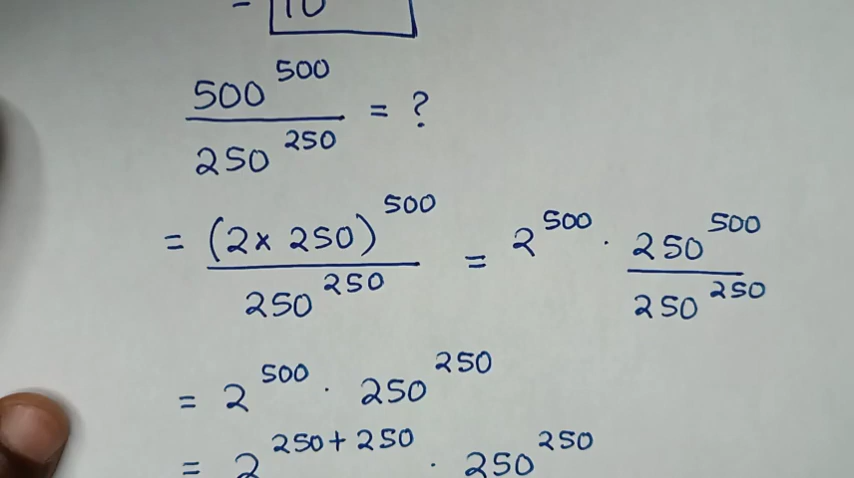 = 10
500^500 / 250^250 = ?
= (2 × 250)^500 / 250^250 = 2^500 · 250^500 / 250^250
= 2^500 · 250^250
= 2^250+250 · 250^250